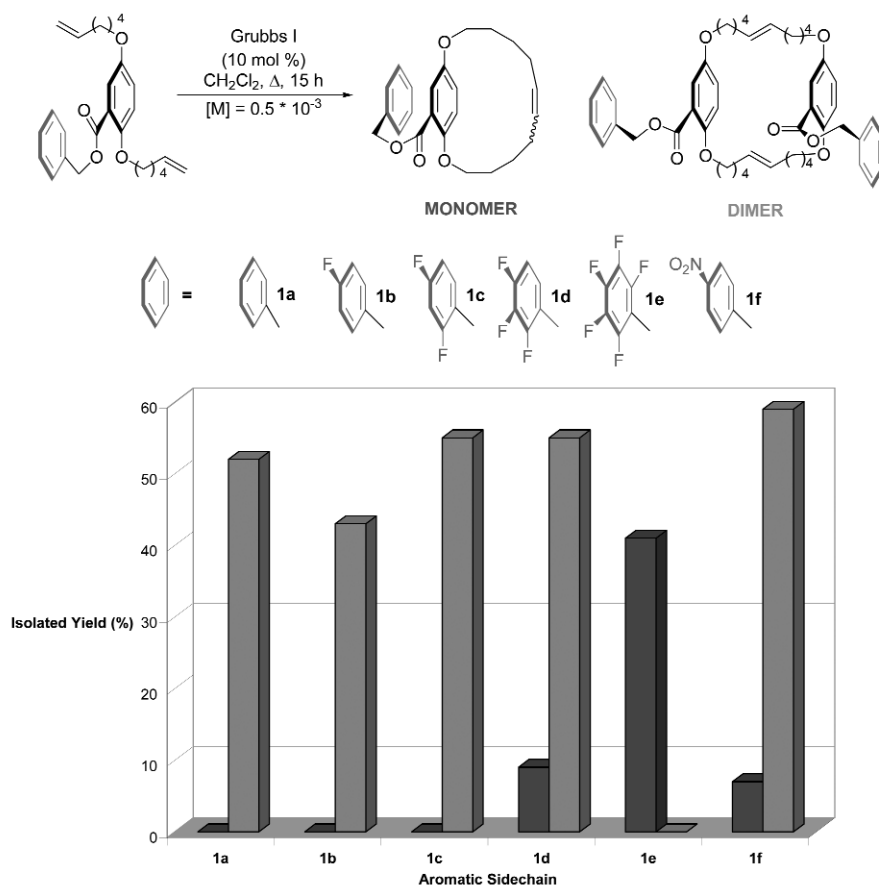 Grubbs I
(10 mol %)
CH2Cl2, Δ, 15 h
[M] = 0.5 * 10-3
4
O
O
O
O
4
O
O
O
O
MONOMER
O
4
4
O
O
O
O
4
4
O
O
O
O
DIMER
=
1a
F
1b
F
F
1c
F
F
F
1d
F
F
F
F
F
1e
O2N
1f
60
50
40
30
20
10
0
Isolated Yield (%)
1a 1b 1c 1d 1e 1f
Aromatic Sidechain